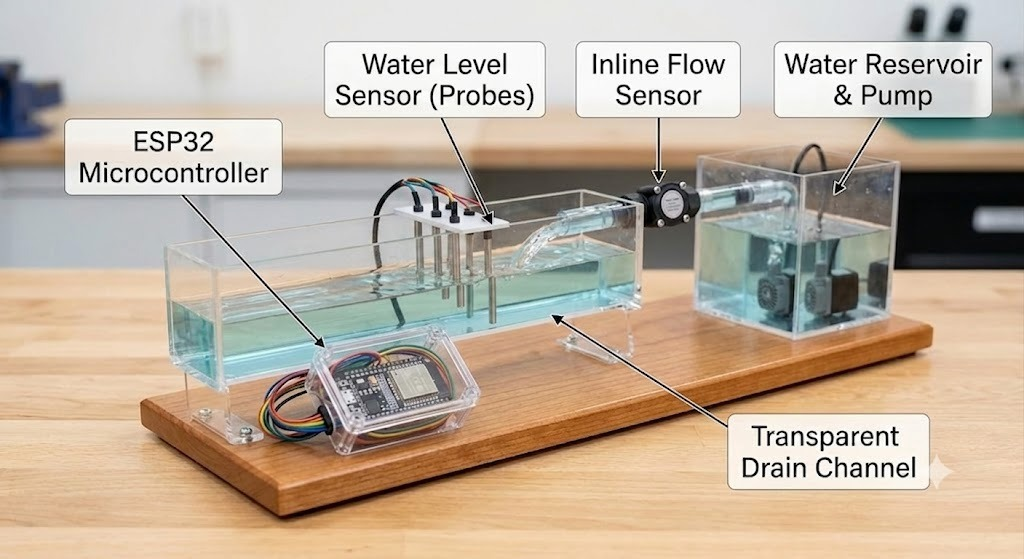 Water Level
Sensor (Probes)
Inline Flow
Sensor
Water Reservoir
& Pump
ESP32
Microcontroller
Transparent
Drain Channel